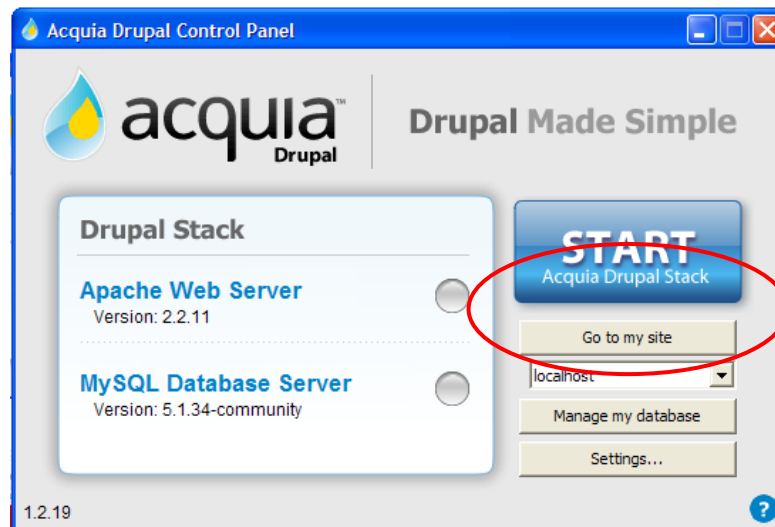 Acquia Drupal Control Panel
acquia™
Drupal
Drupal Made Simple
Drupal Stack
Apache Web Server
Version: 2.2.11
MySQL Database Server
Version: 5.1.34-community
START
Acquia Drupal Stack
Go to my site
localhost
Manage my database
Settings...
1.2.19
?